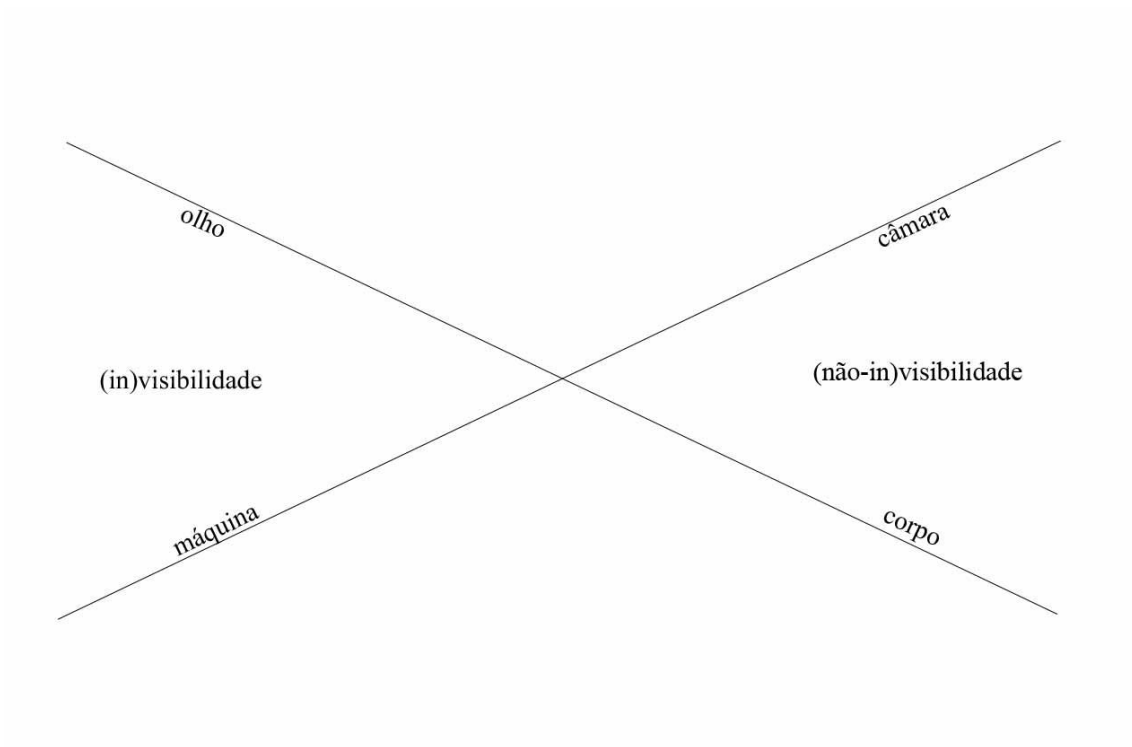 olho
câmara
(in)visibilidade
(não-in)visibilidade
máquina
corpo